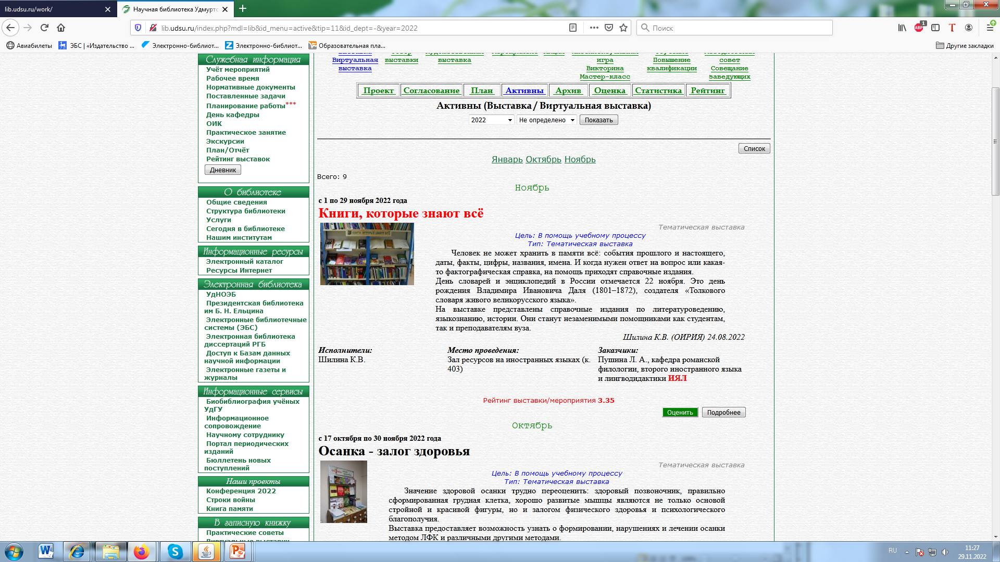 lib.udsu.ru/work/
Научная библиотека Удмуртс
lib.udsu.ru/index.php?mdl=lib&id_menu=active&tip=11&id_dept=-&year=2022
Поиск
Авиабилеты
ЭБС | «Издательство ...
Электронно-библиот...
Электронно-библиот...
Образовательная пла...
Другие закладки
Служебная информация
Учёт мероприятий
Рабочее время
Нормативные документы
Поставленные задачи
Планирование работы***
День кафедры
ОИК
Практическое занятие
Экскурсии
План/Отчёт
Рейтинг выставок
Дневник
О библиотеке
Общие сведения
Структура библиотеки
Услуги
Сегодня в библиотеке
Нашим институтам
Информационные ресурсы
Электронный каталог
Ресурсы Интернет
Электронная библиотека
УдНОЭБ
Президентская библиотека
им Б. Н. Ельцина
Электронные библиотечные
системы (ЭБС)
Электронная библиотека
диссертаций РГБ
Доступ к Базам данных
научной информации
Электронные газеты и
журналы
Информационные сервисы
Биобиблиография учёных
УдГУ
Информационное
сопровождение
Научному сотруднику
Портал периодических
изданий
Бюллетень новых
поступлений
Наши проекты
Конференция 2022
Строки войны
Книга памяти
В записную книжку
Практические советы
Виртуальная
выставка
выставки
выставка
игра
Викторина
Мастер-класс
Повышение
квалификации
совет
Совещание
заведующих
Проект Согласование План Активны Архив Оценка Статистика Рейтинг
Активны (Выставка / Виртуальная выставка)
2022 Не определено Показать
Список
Январь Октябрь Ноябрь
Всего: 9
Ноябрь
с 1 по 29 ноября 2022 года
Книги, которые знают всё
Тематическая выставка
Цель: В помощь учебному процессу
Тип: Тематическая выставка
Человек не может хранить в памяти всё: события прошлого и настоящего,
даты, факты, цифры, названия, имена. И когда нужен ответ на вопрос или какая-
то фактографическая справка, на помощь приходят справочные издания.
День словарей и энциклопедий в России отмечается 22 ноября. Это день
рождения Владимира Ивановича Даля (1801–1872), создателя «Толкового
словаря живого великорусского языка».
На выставке представлены справочные издания по литературоведению,
языкознанию, истории. Они станут незаменимыми помощниками как студентам,
так и преподавателям вуза.
Шилина К.В. (ОИРИЯ) 24.08.2022
Исполнители:
Шилина К.В.
Место проведения:
Зал ресурсов на иностранных языках (к.
403)
Заказчики:
Пушина Л. А., кафедра романской
филологии, второго иностранного языка
и лингводидактики ИЯЛ
Рейтинг выставки/мероприятия 3.35
Оценить Подробнее
Октябрь
с 17 октября по 30 ноября 2022 года
Осанка - залог здоровья
Тематическая выставка
Цель: В помощь учебному процессу
Тип: Тематическая выставка
Значение здоровой осанки трудно переоценить: здоровый позвоночник, правильно
сформированная грудная клетка, хорошо развитые мышцы являются не только основой
стройной и красивой фигуры, но и залогом физического здоровья и психологического
благополучия.
Выставка предоставляет возможность узнать о формировании, нарушениях и лечении осанки
методом ЛФК и различными другими методами.
RU
11:27
29.11.2022